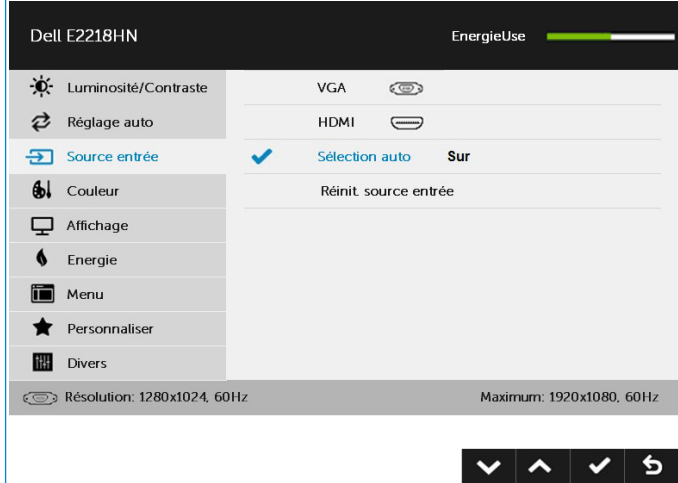 Dell E2218HN
EnergieUse
Luminosité/Contraste
VGA
Réglage auto
HDMI
Source entrée
Sélection auto Sur
Couleur
Réinit. source entrée
Affichage
Energie
Menu
Personnaliser
Divers
Résolution: 1280x1024, 60Hz
Maximum: 1920x1080, 60Hz